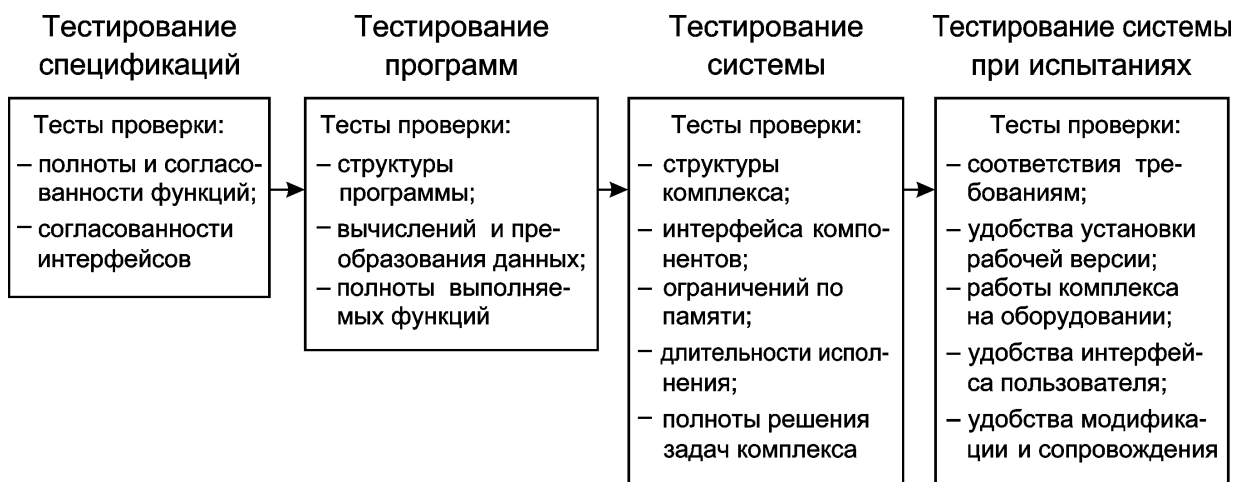 Тестирование
спецификаций
Тесты проверки:
– полноты и согласо-
ванности функций;
– согласованности
интерфейсов
Тестирование
программ
Тесты проверки:
– структуры
программы;
– вычислений и пре-
образования данных;
– полноты выполняе-
мых функций
Тестирование
системы
Тесты проверки:
– структуры
комплекса;
– интерфейса компо-
нентов;
– ограничений по
памяти;
– длительности испол-
нения;
– полноты решения
задач комплекса
Тестирование системы
при испытаниях
Тесты проверки:
– соответствия тре-
бованиям;
– удобства установки
рабочей версии;
– работы комплекса
на оборудовании;
– удобства интерфей-
са пользователя;
– удобства модифика-
ции и сопровождения